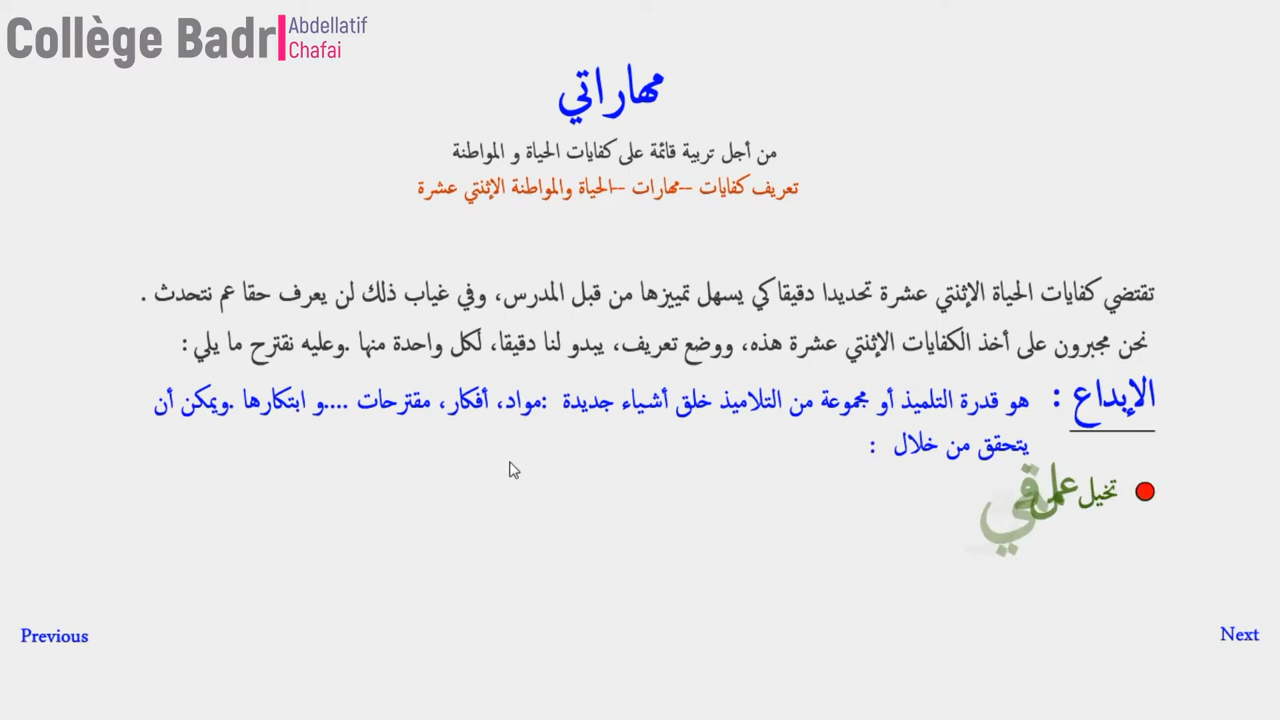 Collège Badr
Abdellatif
Chafai
مهاراتي
من أجل تربية قائمة على كفايات الحياة و المواطنة
تعريف كفايات --مهارات --الحياة والمواطنة الإثنتي عشرة
تقتضي كفايات الحياة الإثنتي عشرة تحديدا دقيقا كي يسهل تمييزها من قبل المدرس، وفي غياب ذلك لن يعرف حقا عم نتحدث .
نحن مجبرون على أخذ الكفايات الإثنتي عشرة هذه، ووضع تعريف، يبدو لنا دقيقا، لكل واحدة منها .وعليه نقترح ما يلي :
الإبداع : هو قدرة التلميذ أو مجموعة من التلاميذ خلق أشياء جديدة :مواد، أفكار، مقترحات ....و ابتكارها .ويمكن أن
يتحقق من خلال :
تخيل عمل في
Previous
Next